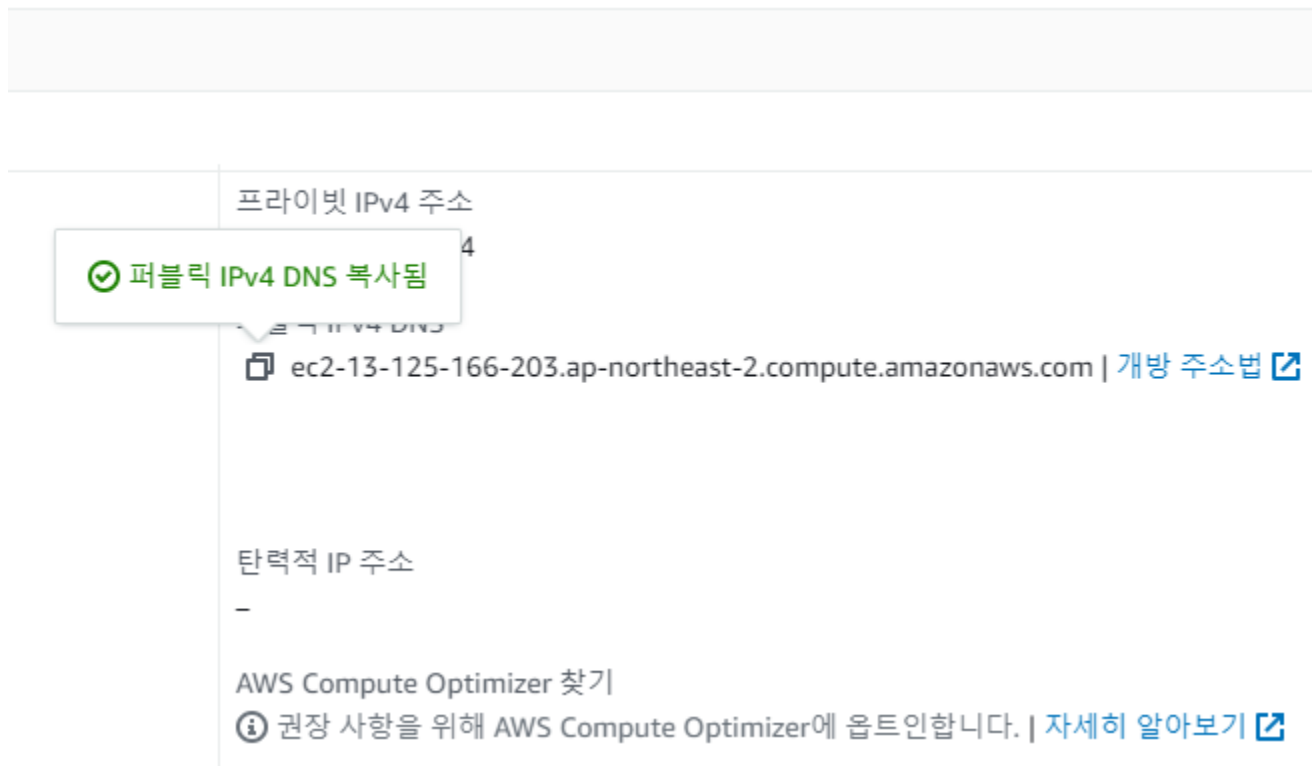 프라이빗 IPv4 주소
4
퍼블릭 IPv4 DNS 복사됨
IPv4 DNS
ec2-13-125-166-203.ap-northeast-2.compute.amazonaws.com | 개방 주소법
탄력적 IP 주소
–
AWS Compute Optimizer 찾기
권장 사항을 위해 AWS Compute Optimizer에 옵트인합니다. | 자세히 알아보기